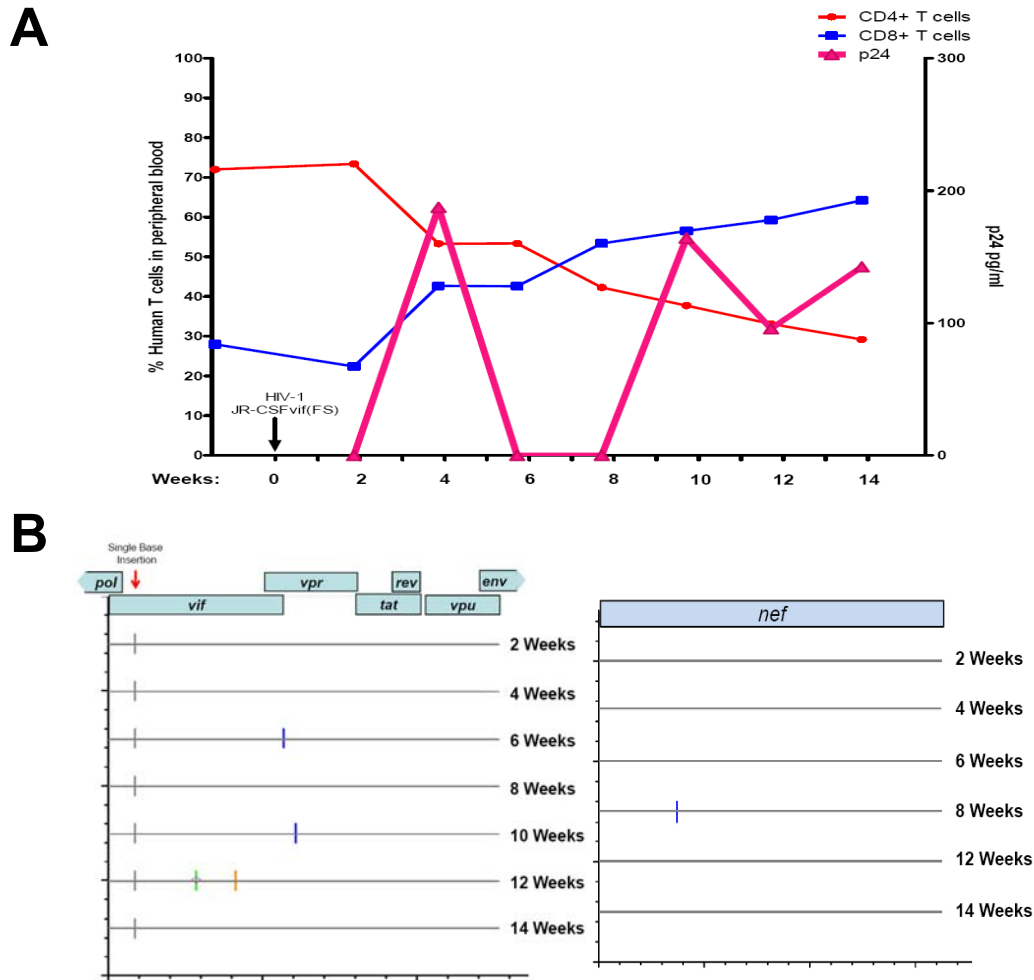 A
CD4+ T cells
CD8+ T cells
p24
100
90
80
70
60
50
40
30
20
10
0
% Human T cells in peripheral blood
300
200
100
0
p24 pg/ml
HIV-1
JR-CSFvif(FS)
Weeks: 0 2 4 6 8 10 12 14
B
Single Base
Insertion
pol vpr rev env
vif tat vpu
2 Weeks
4 Weeks
6 Weeks
8 Weeks
10 Weeks
12 Weeks
14 Weeks
nef
2 Weeks
4 Weeks
6 Weeks
8 Weeks
12 Weeks
14 Weeks